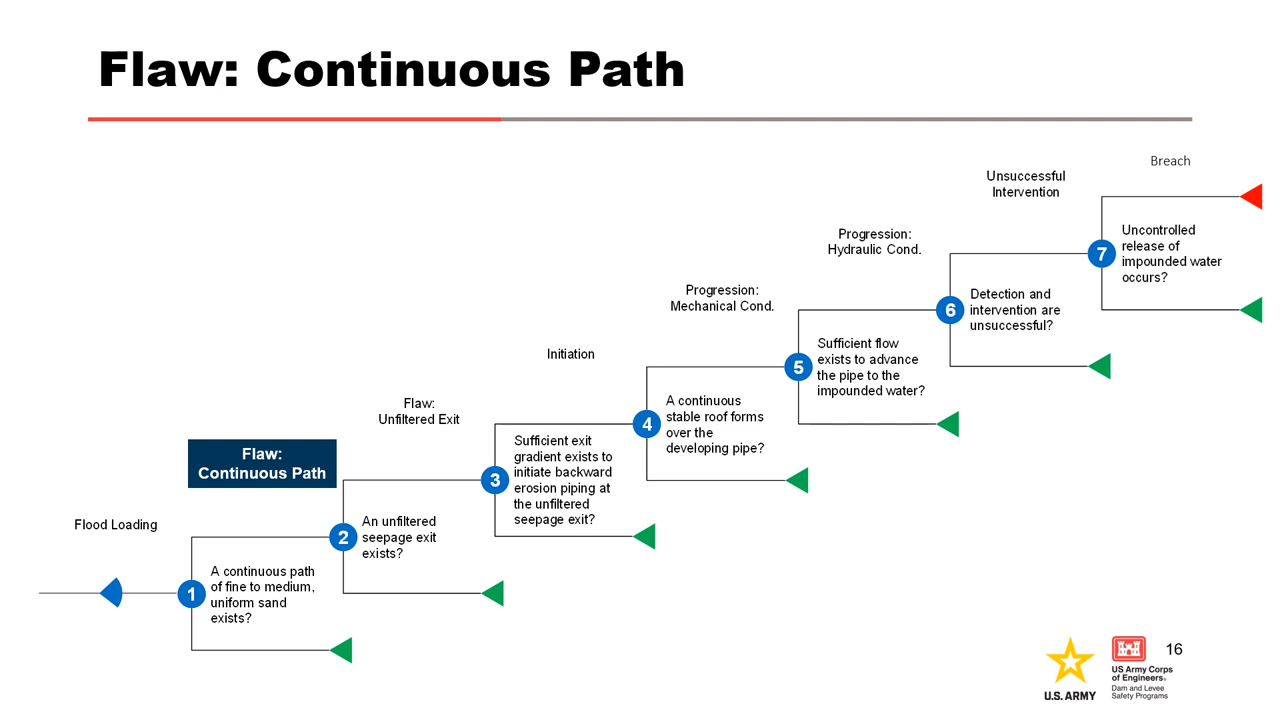 Flaw: Continuous Path
Breach
Unsuccessful
Intervention
Uncontrolled
release of
impounded water
occurs?
7
Progression:
Hydraulic Cond.
Detection and
intervention are
unsuccessful?
6
Progression:
Mechanical Cond.
Sufficient flow
exists to advance
the pipe to the
impounded water?
5
Initiation
A continuous
stable roof forms
over the
developing pipe?
4
Flaw:
Unfiltered Exit
Sufficient exit
gradient exists to
initiate backward
erosion piping at
the unfiltered
seepage exit?
3
Flaw:
Continuous Path
An unfiltered
seepage exit
exists?
2
Flood Loading
A continuous path
of fine to medium,
uniform sand
exists?
1
U.S. ARMY
US Army Corps
of Engineers®
Dam and Levee
Safety Programs
16